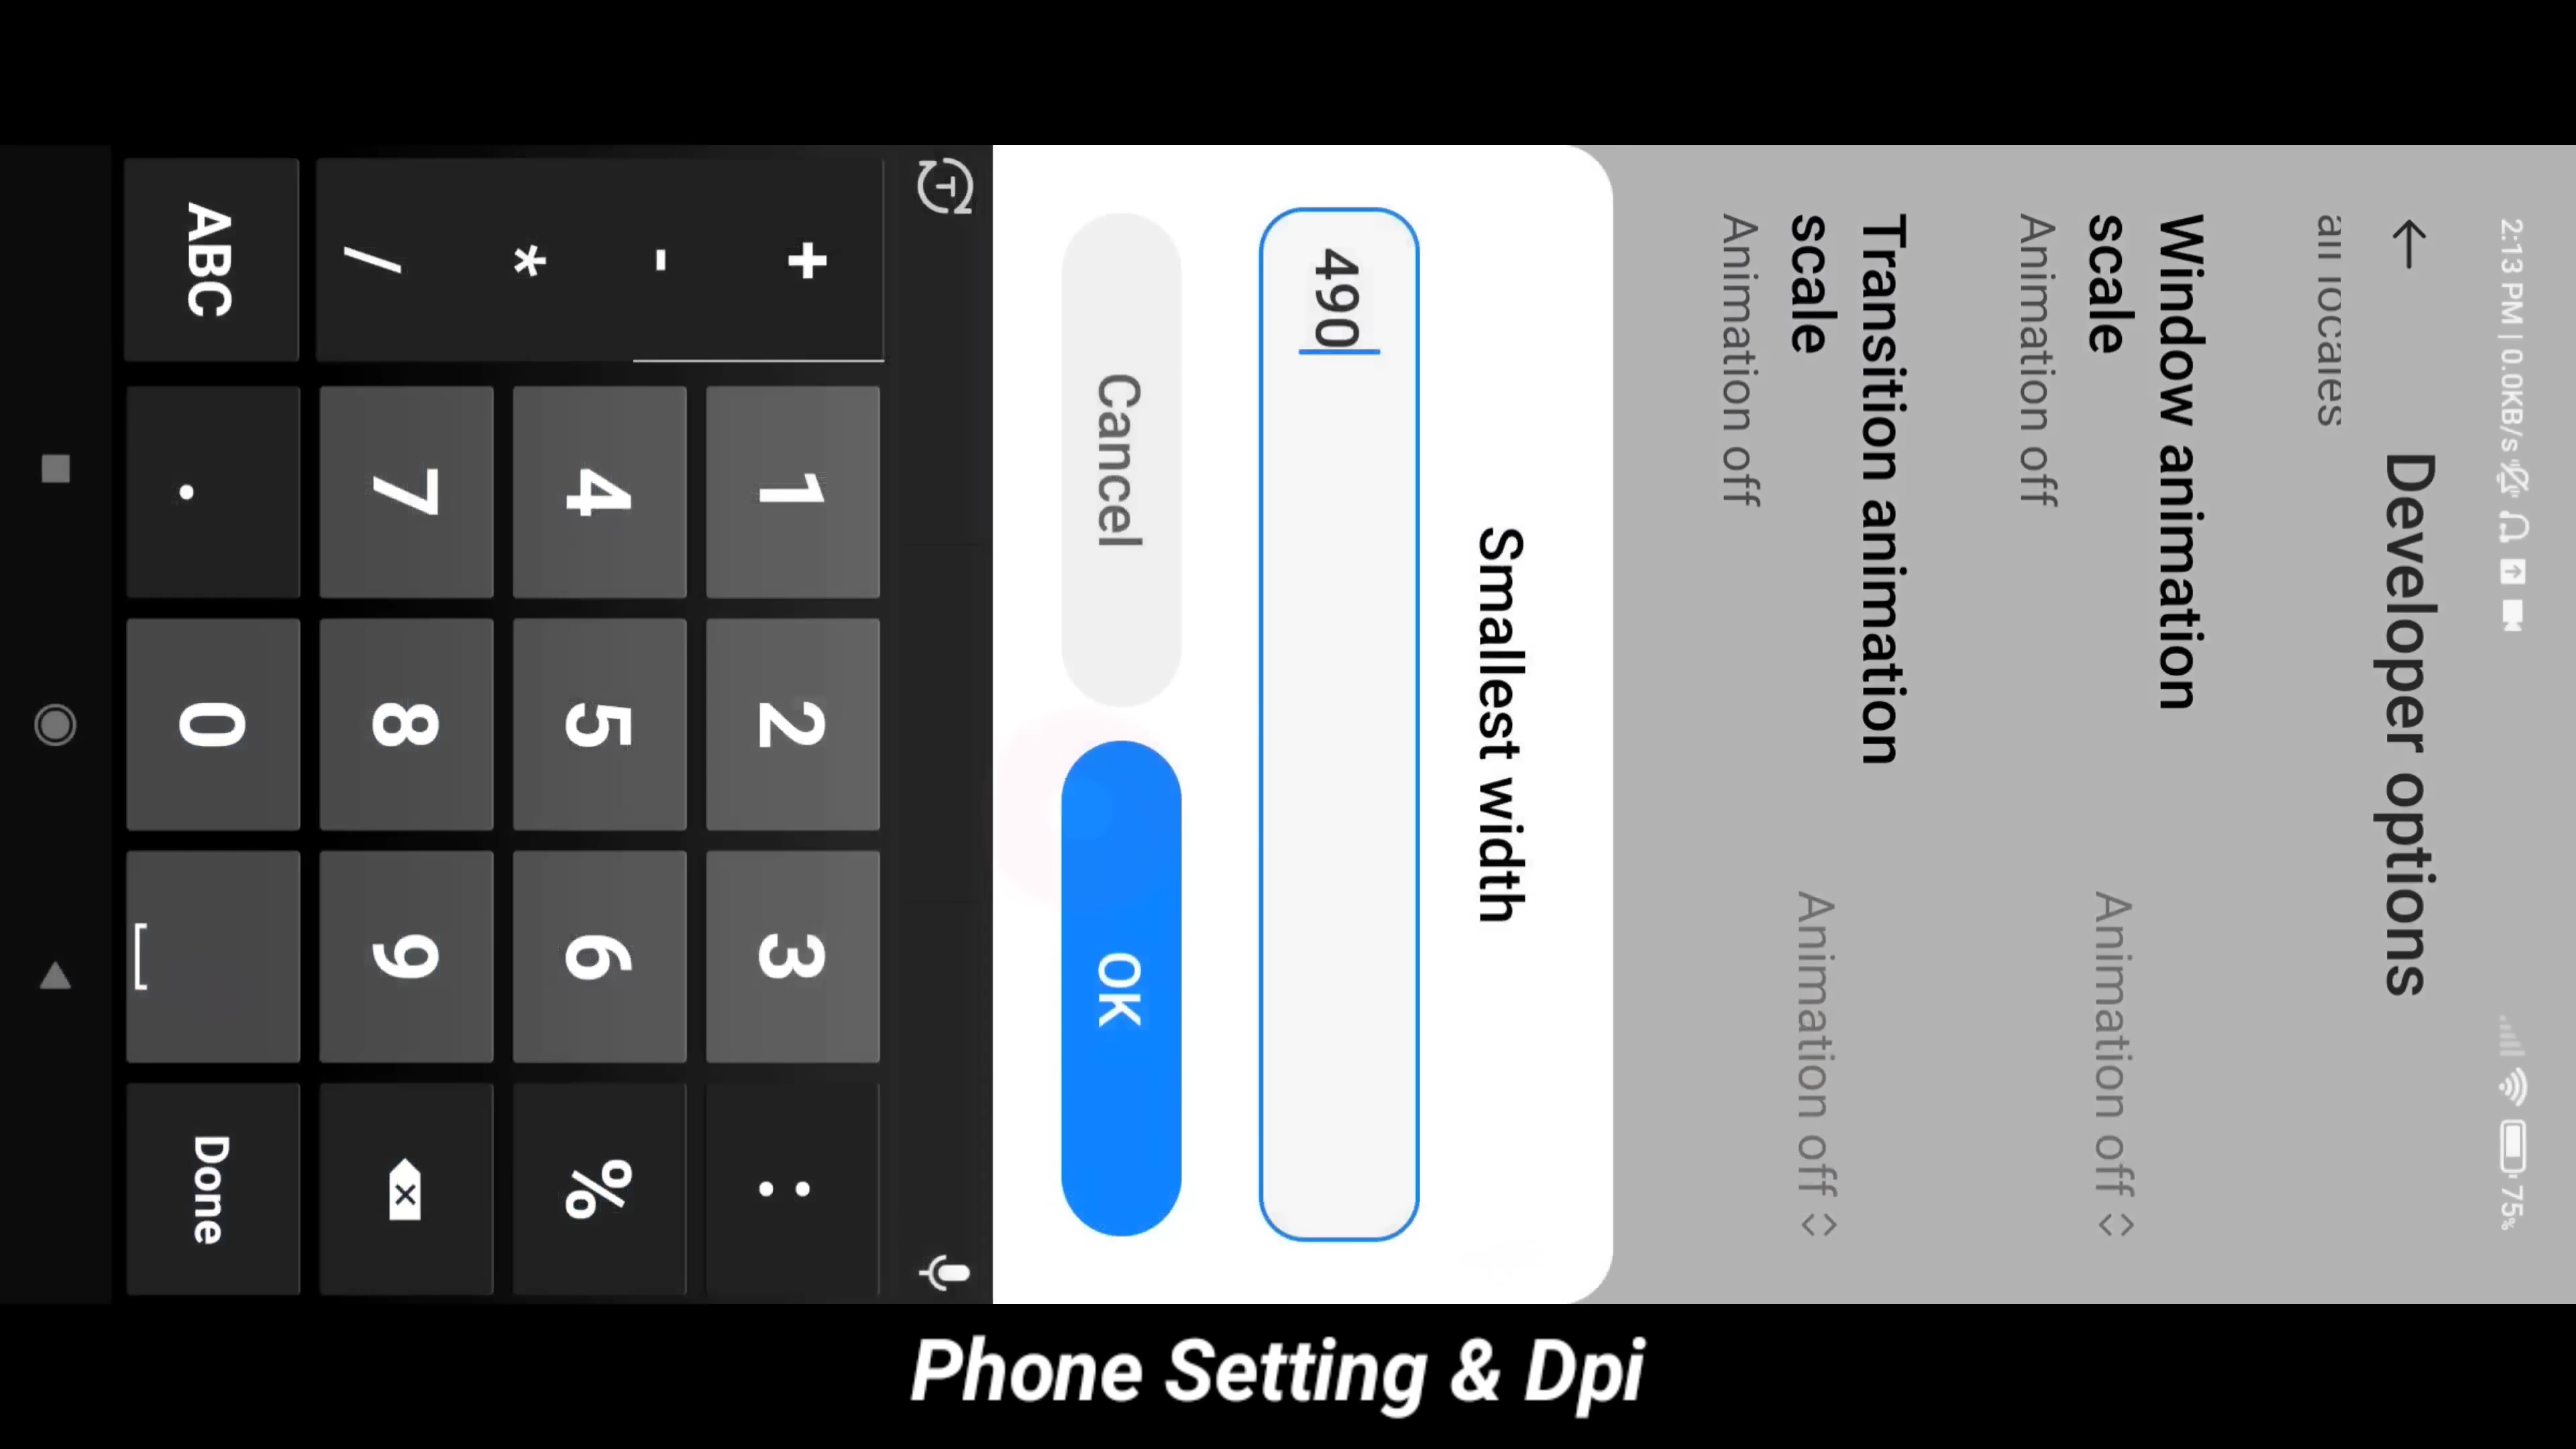 2:13 PM | 0.0KB/s
75%
Developer options
all locales
Window animation
scale
Animation off
Animation off
Transition animation
scale
Animation off
Animation off
Smallest width
490
Cancel
OK
T
+ 1 2 3 :
- 4 5 6 %
* 7 8 9
/
ABC . 0 Done
Phone Setting & Dpi